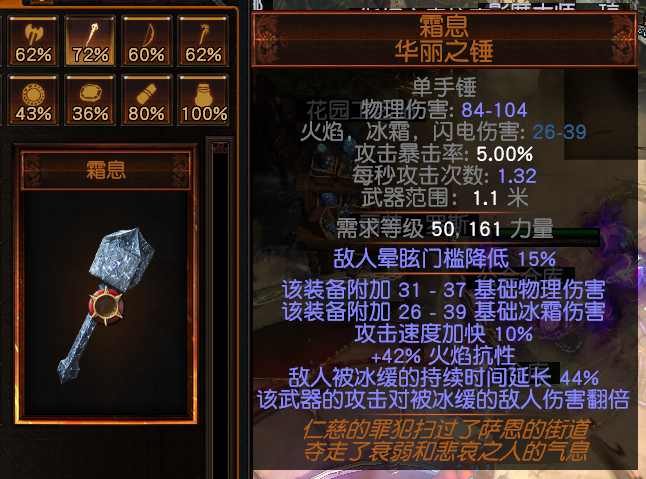 62%
72%
60%
62%
43%
36%
80%
100%
霜息
霜息
华丽之锤
单手锤
物理伤害: 84-104
火焰，冰霜，闪电伤害: 26-39
攻击暴击率: 5.00%
每秒攻击次数: 1.32
武器范围： 1.1 米
需求等级 50, 161 力量
敌人晕眩门槛降低 15%
该装备附加 31 - 37 基础物理伤害
该装备附加 26 - 39 基础冰霜伤害
攻击速度加快 10%
+42% 火焰抗性
敌人被冰缓的持续时间延长 44%
该武器的攻击对被冰缓的敌人伤害翻倍
仁慈的罪犯扫过了萨恩的街道
夺走了衰弱和悲哀之人的气息